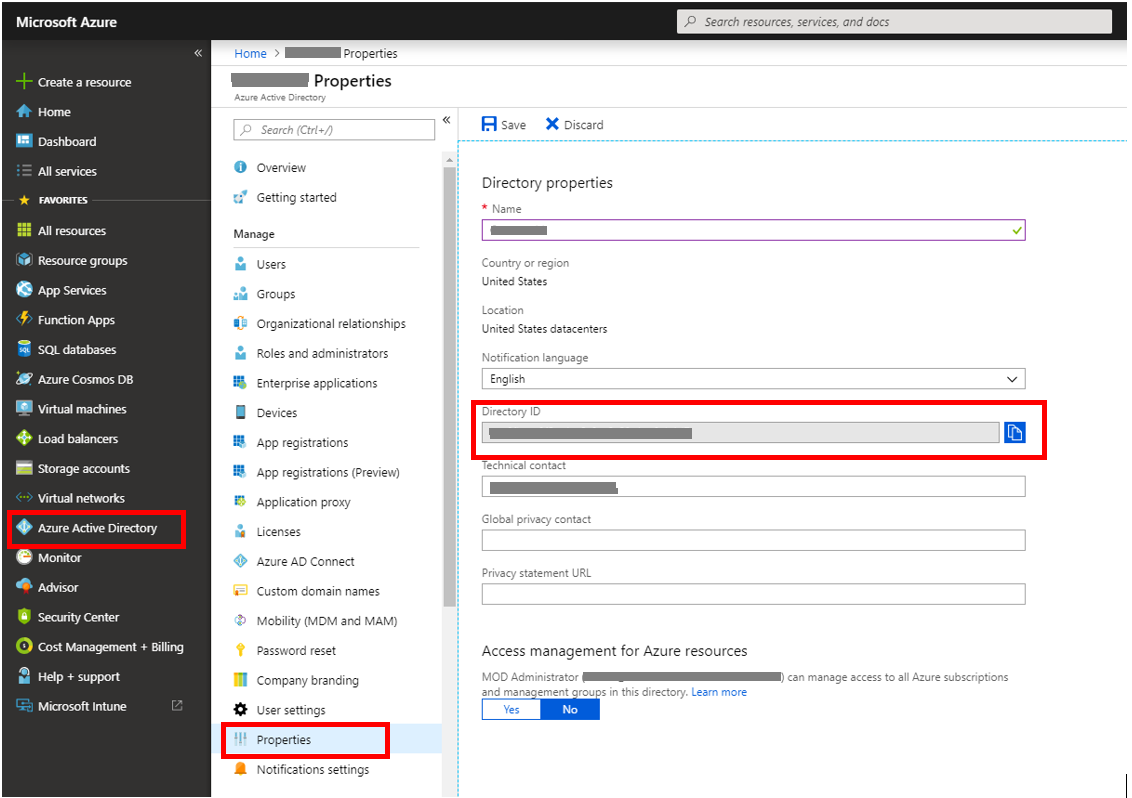 Microsoft Azure
Search resources, services, and docs
«
Create a resource
Home
Dashboard
All services
FAVORITES
All resources
Resource groups
App Services
Function Apps
SQL databases
Azure Cosmos DB
Virtual machines
Load balancers
Storage accounts
Virtual networks
Azure Active Directory
Monitor
Advisor
Security Center
Cost Management + Billing
Help + support
Microsoft Intune
Home > Properties
Properties
Azure Active Directory
Search (Ctrl+/)
«
Overview
Getting started
Manage
Users
Groups
Organizational relationships
Roles and administrators
Enterprise applications
Devices
App registrations
App registrations (Preview)
Application proxy
Licenses
Azure AD Connect
Custom domain names
Mobility (MDM and MAM)
Password reset
Company branding
User settings
Properties
Notifications settings
Save Discard
Directory properties
* Name
Country or region
United States
Location
United States datacenters
Notification language
English
Directory ID
Technical contact
Global privacy contact
Privacy statement URL
Access management for Azure resources
MOD Administrator ( ) can manage access to all Azure subscriptions
and management groups in this directory. Learn more
Yes No